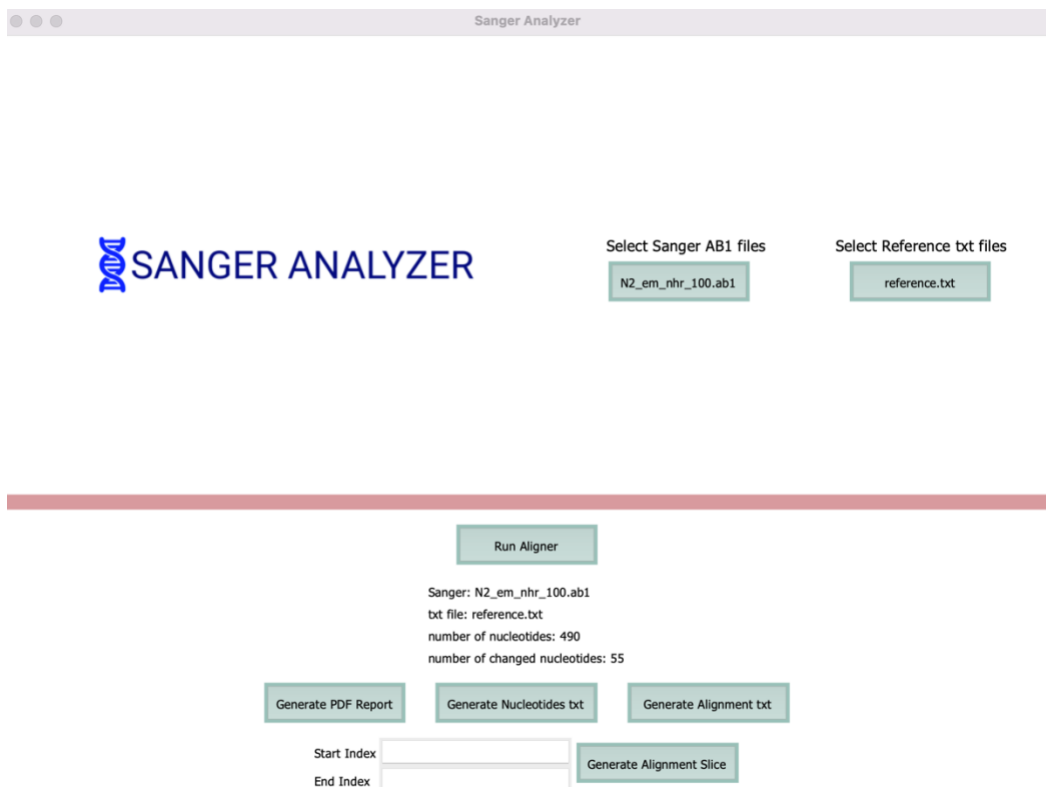 Sanger Analyzer
SANGER ANALYZER
Select Sanger AB1 files
N2_em_nhr_100.ab1
Select Reference txt files
reference.txt
Run Aligner
Sanger: N2_em_nhr_100.ab1
txt file: reference.txt
number of nucleotides: 490
number of changed nucleotides: 55
Generate PDF Report
Generate Nucleotides txt
Generate Alignment txt
Start Index
Generate Alignment Slice
End Index